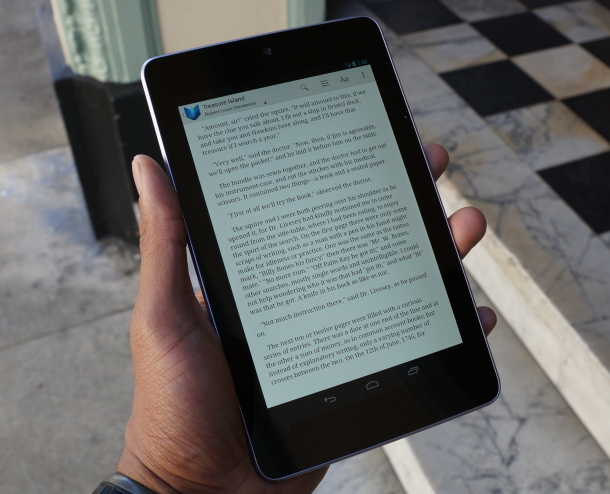 Treasure Island
Robert Louis Stevenson
Aa
"Amount, sir!" cried the squire. "It will amount to this: if we
have the clue you talk about, I'll fit out a ship in Bristol dock,
and take you and Hawkins here along, and I'll have that
treasure if I search a year."
"Very well," said the doctor. "Now, then, if Jim is agreeable,
we'll open the packet;" and he laid it before him on the table.
The bundle was sewn together, and the doctor had to get out
his instrument-case, and cut the stitches with his medical
scissors. It contained two things—a book and a sealed paper.
"First of all we'll try the book," observed the doctor.
The squire and I were both peering over his shoulder as he
opened it, for Dr. Livesey had kindly motioned me to come
round from the side-table, where I had been eating, to enjoy
the sport of the search. On the first page there were only some
scraps of writing, such as a man with a pen in his hand might
make for idleness or practice. One was the same as the tattoo
mark, "Billy Bones his fancy;" then there was "Mr. W. Bones,
mate." "No more rum." "Off Palm Key he got itt;" and some
other snatches, mostly single words and unintelligible. I could
not help wondering who it was that had "got itt," and what "itt"
was that he got. A knife in his back as like as not.
"Not much instruction there," said Dr. Livesey, as he passed
on.
The next ten or twelve pages were filled with a curious
series of entries. There was a date at one end of the line and at
the other a sum of money, as in common account-books; but
instead of explanatory writing, only a varying number of
crosses between the two. On the 12th of June, 1745, for